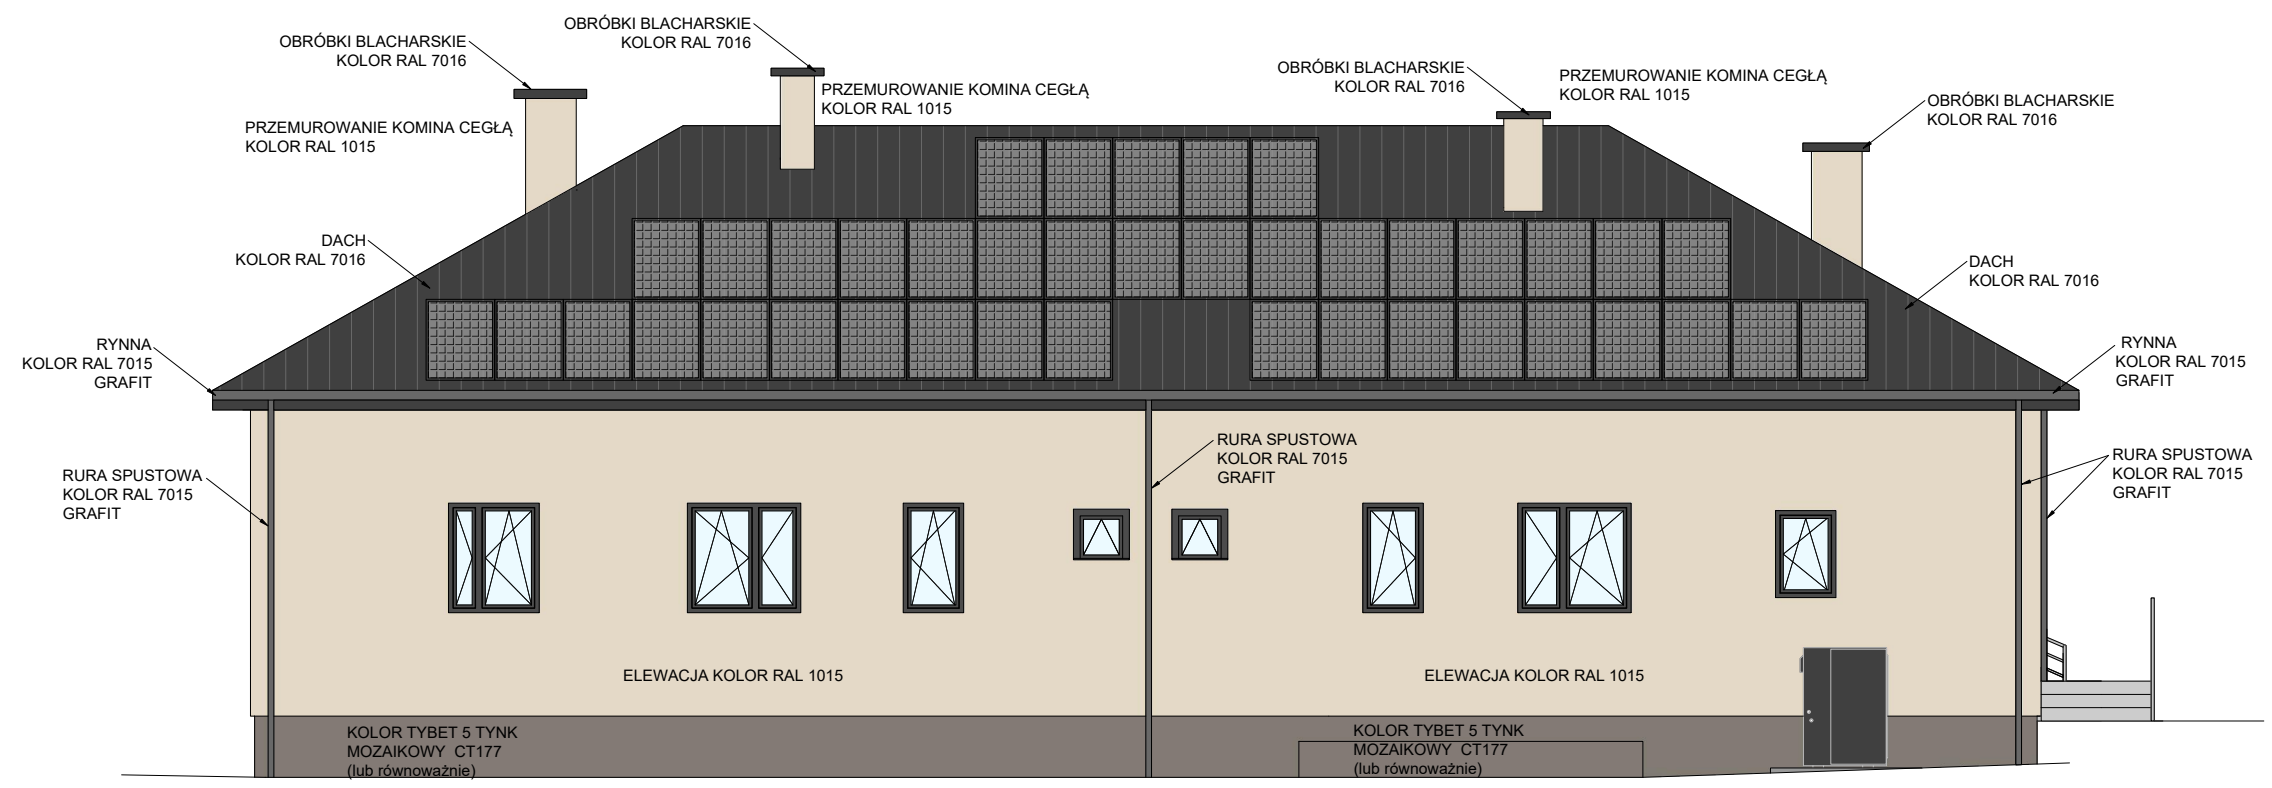 OBRÓBKI BLACHARSKIE
KOLOR RAL 7016
OBRÓBKI BLACHARSKIE
KOLOR RAL 7016
PRZEMUROWANIE KOMINA CEGŁĄ
KOLOR RAL 1015
PRZEMUROWANIE KOMINA CEGŁĄ
KOLOR RAL 1015
OBRÓBKI BLACHARSKIE
KOLOR RAL 7016
PRZEMUROWANIE KOMINA CEGŁĄ
KOLOR RAL 1015
OBRÓBKI BLACHARSKIE
KOLOR RAL 7016
DACH
KOLOR RAL 7016
DACH
KOLOR RAL 7016
RYNNA
KOLOR RAL 7015
GRAFIT
RYNNA
KOLOR RAL 7015
GRAFIT
RURA SPUSTOWA
KOLOR RAL 7015
GRAFIT
RURA SPUSTOWA
KOLOR RAL 7015
GRAFIT
RURA SPUSTOWA
KOLOR RAL 7015
GRAFIT
ELEWACJA KOLOR RAL 1015
ELEWACJA KOLOR RAL 1015
KOLOR TYBET 5 TYNK
MOZAIKOWY CT177
(lub równoważnie)
KOLOR TYBET 5 TYNK
MOZAIKOWY CT177
(lub równoważnie)